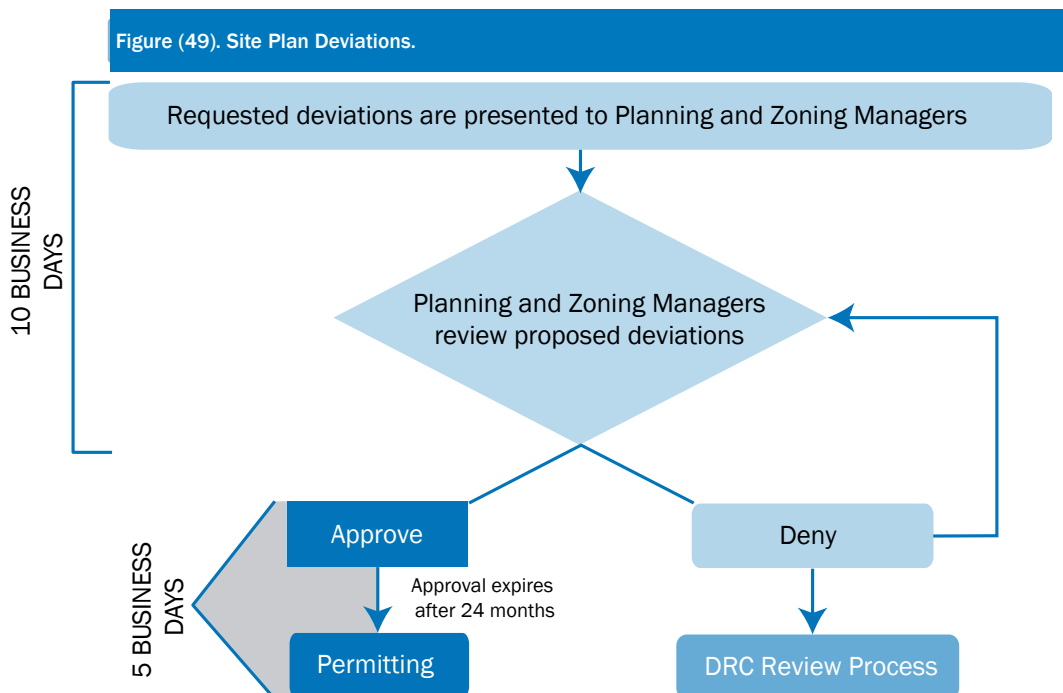 Figure (49). Site Plan Deviations.
Requested deviations are presented to Planning and Zoning Managers
10 BUSINESS
DAYS
Planning and Zoning Managers
review proposed deviations
Approve
Deny
5 BUSINESS
DAYS
Approval expires
after 24 months
Permitting
DRC Review Process